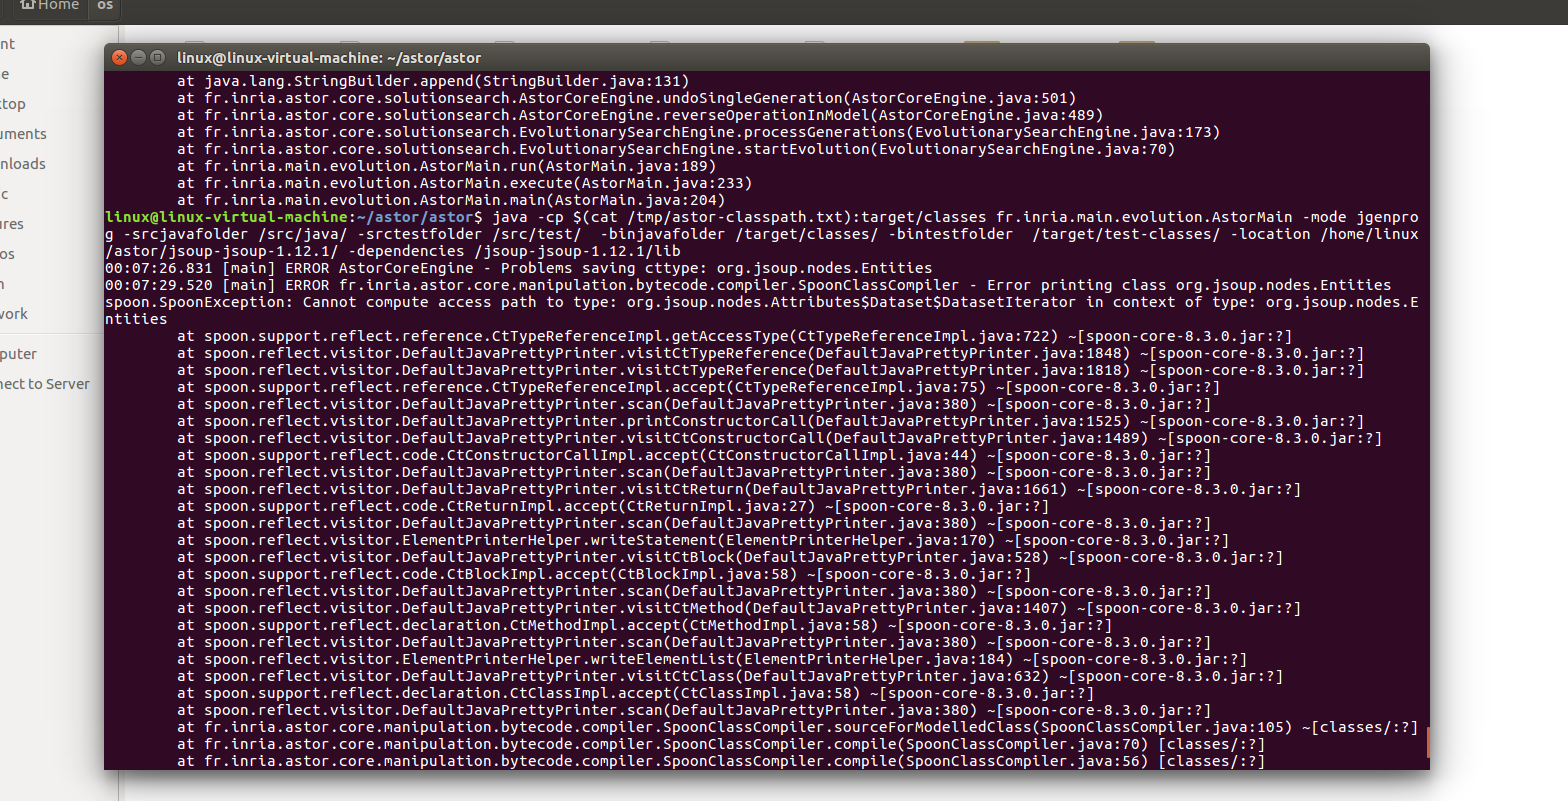 Home os
nt
e
top
uments
nloads
c
ures
os
n
work
puter
nect to Server
linux@linux-virtual-machine: ~/astor/astor
at java.lang.StringBuilder.append(StringBuilder.java:131)
at fr.inria.astor.core.solutionsearch.AstorCoreEngine.undoSingleGeneration(AstorCoreEngine.java:501)
at fr.inria.astor.core.solutionsearch.AstorCoreEngine.reverseOperationInModel(AstorCoreEngine.java:489)
at fr.inria.astor.core.solutionsearch.EvolutionarySearchEngine.processGenerations(EvolutionarySearchEngine.java:173)
at fr.inria.astor.core.solutionsearch.EvolutionarySearchEngine.startEvolution(EvolutionarySearchEngine.java:70)
at fr.inria.main.evolution.AstorMain.run(AstorMain.java:189)
at fr.inria.main.evolution.AstorMain.execute(AstorMain.java:233)
at fr.inria.main.evolution.AstorMain.main(AstorMain.java:204)
linux@linux-virtual-machine:~/astor/astor$ java -cp $(cat /tmp/astor-classpath.txt):target/classes fr.inria.main.evolution.AstorMain -mode jgenpro
g -srcjavafolder /src/java/ -srctestfolder /src/test/  -binjavafolder /target/classes/ -bintestfolder  /target/test-classes/ -location /home/linux
/astor/jsoup-jsoup-1.12.1/ -dependencies /jsoup-jsoup-1.12.1/lib
00:07:26.831 [main] ERROR AstorCoreEngine - Problems saving cttype: org.jsoup.nodes.Entities
00:07:29.520 [main] ERROR fr.inria.astor.core.manipulation.bytecode.compiler.SpoonClassCompiler - Error printing class org.jsoup.nodes.Entities
spoon.SpoonException: Cannot compute access path to type: org.jsoup.nodes.Attributes$Dataset$DatasetIterator in context of type: org.jsoup.nodes.E
ntities
at spoon.support.reflect.reference.CtTypeReferenceImpl.getAccessType(CtTypeReferenceImpl.java:722) ~[spoon-core-8.3.0.jar:?]
at spoon.reflect.visitor.DefaultJavaPrettyPrinter.visitCtTypeReference(DefaultJavaPrettyPrinter.java:1848) ~[spoon-core-8.3.0.jar:?]
at spoon.reflect.visitor.DefaultJavaPrettyPrinter.visitCtTypeReference(DefaultJavaPrettyPrinter.java:1818) ~[spoon-core-8.3.0.jar:?]
at spoon.support.reflect.reference.CtTypeReferenceImpl.accept(CtTypeReferenceImpl.java:75) ~[spoon-core-8.3.0.jar:?]
at spoon.reflect.visitor.DefaultJavaPrettyPrinter.scan(DefaultJavaPrettyPrinter.java:380) ~[spoon-core-8.3.0.jar:?]
at spoon.reflect.visitor.DefaultJavaPrettyPrinter.printConstructorCall(DefaultJavaPrettyPrinter.java:1525) ~[spoon-core-8.3.0.jar:?]
at spoon.reflect.visitor.DefaultJavaPrettyPrinter.visitCtConstructorCall(DefaultJavaPrettyPrinter.java:1489) ~[spoon-core-8.3.0.jar:?]
at spoon.support.reflect.code.CtConstructorCallImpl.accept(CtConstructorCallImpl.java:44) ~[spoon-core-8.3.0.jar:?]
at spoon.reflect.visitor.DefaultJavaPrettyPrinter.scan(DefaultJavaPrettyPrinter.java:380) ~[spoon-core-8.3.0.jar:?]
at spoon.reflect.visitor.DefaultJavaPrettyPrinter.visitCtReturn(DefaultJavaPrettyPrinter.java:1661) ~[spoon-core-8.3.0.jar:?]
at spoon.support.reflect.code.CtReturnImpl.accept(CtReturnImpl.java:27) ~[spoon-core-8.3.0.jar:?]
at spoon.reflect.visitor.DefaultJavaPrettyPrinter.scan(DefaultJavaPrettyPrinter.java:380) ~[spoon-core-8.3.0.jar:?]
at spoon.reflect.visitor.ElementPrinterHelper.writeStatement(ElementPrinterHelper.java:170) ~[spoon-core-8.3.0.jar:?]
at spoon.reflect.visitor.DefaultJavaPrettyPrinter.visitCtBlock(DefaultJavaPrettyPrinter.java:528) ~[spoon-core-8.3.0.jar:?]
at spoon.support.reflect.code.CtBlockImpl.accept(CtBlockImpl.java:58) ~[spoon-core-8.3.0.jar:?]
at spoon.reflect.visitor.DefaultJavaPrettyPrinter.scan(DefaultJavaPrettyPrinter.java:380) ~[spoon-core-8.3.0.jar:?]
at spoon.reflect.visitor.DefaultJavaPrettyPrinter.visitCtMethod(DefaultJavaPrettyPrinter.java:1407) ~[spoon-core-8.3.0.jar:?]
at spoon.support.reflect.declaration.CtMethodImpl.accept(CtMethodImpl.java:58) ~[spoon-core-8.3.0.jar:?]
at spoon.reflect.visitor.DefaultJavaPrettyPrinter.scan(DefaultJavaPrettyPrinter.java:380) ~[spoon-core-8.3.0.jar:?]
at spoon.reflect.visitor.ElementPrinterHelper.writeElementList(ElementPrinterHelper.java:184) ~[spoon-core-8.3.0.jar:?]
at spoon.reflect.visitor.DefaultJavaPrettyPrinter.visitCtClass(DefaultJavaPrettyPrinter.java:632) ~[spoon-core-8.3.0.jar:?]
at spoon.support.reflect.declaration.CtClassImpl.accept(CtClassImpl.java:58) ~[spoon-core-8.3.0.jar:?]
at spoon.reflect.visitor.DefaultJavaPrettyPrinter.scan(DefaultJavaPrettyPrinter.java:380) ~[spoon-core-8.3.0.jar:?]
at fr.inria.astor.core.manipulation.bytecode.compiler.SpoonClassCompiler.sourceForModelledClass(SpoonClassCompiler.java:105) ~[classes/:?]
at fr.inria.astor.core.manipulation.bytecode.compiler.SpoonClassCompiler.compile(SpoonClassCompiler.java:70) [classes/:?]
at fr.inria.astor.core.manipulation.bytecode.compiler.SpoonClassCompiler.compile(SpoonClassCompiler.java:56) [classes/:?]